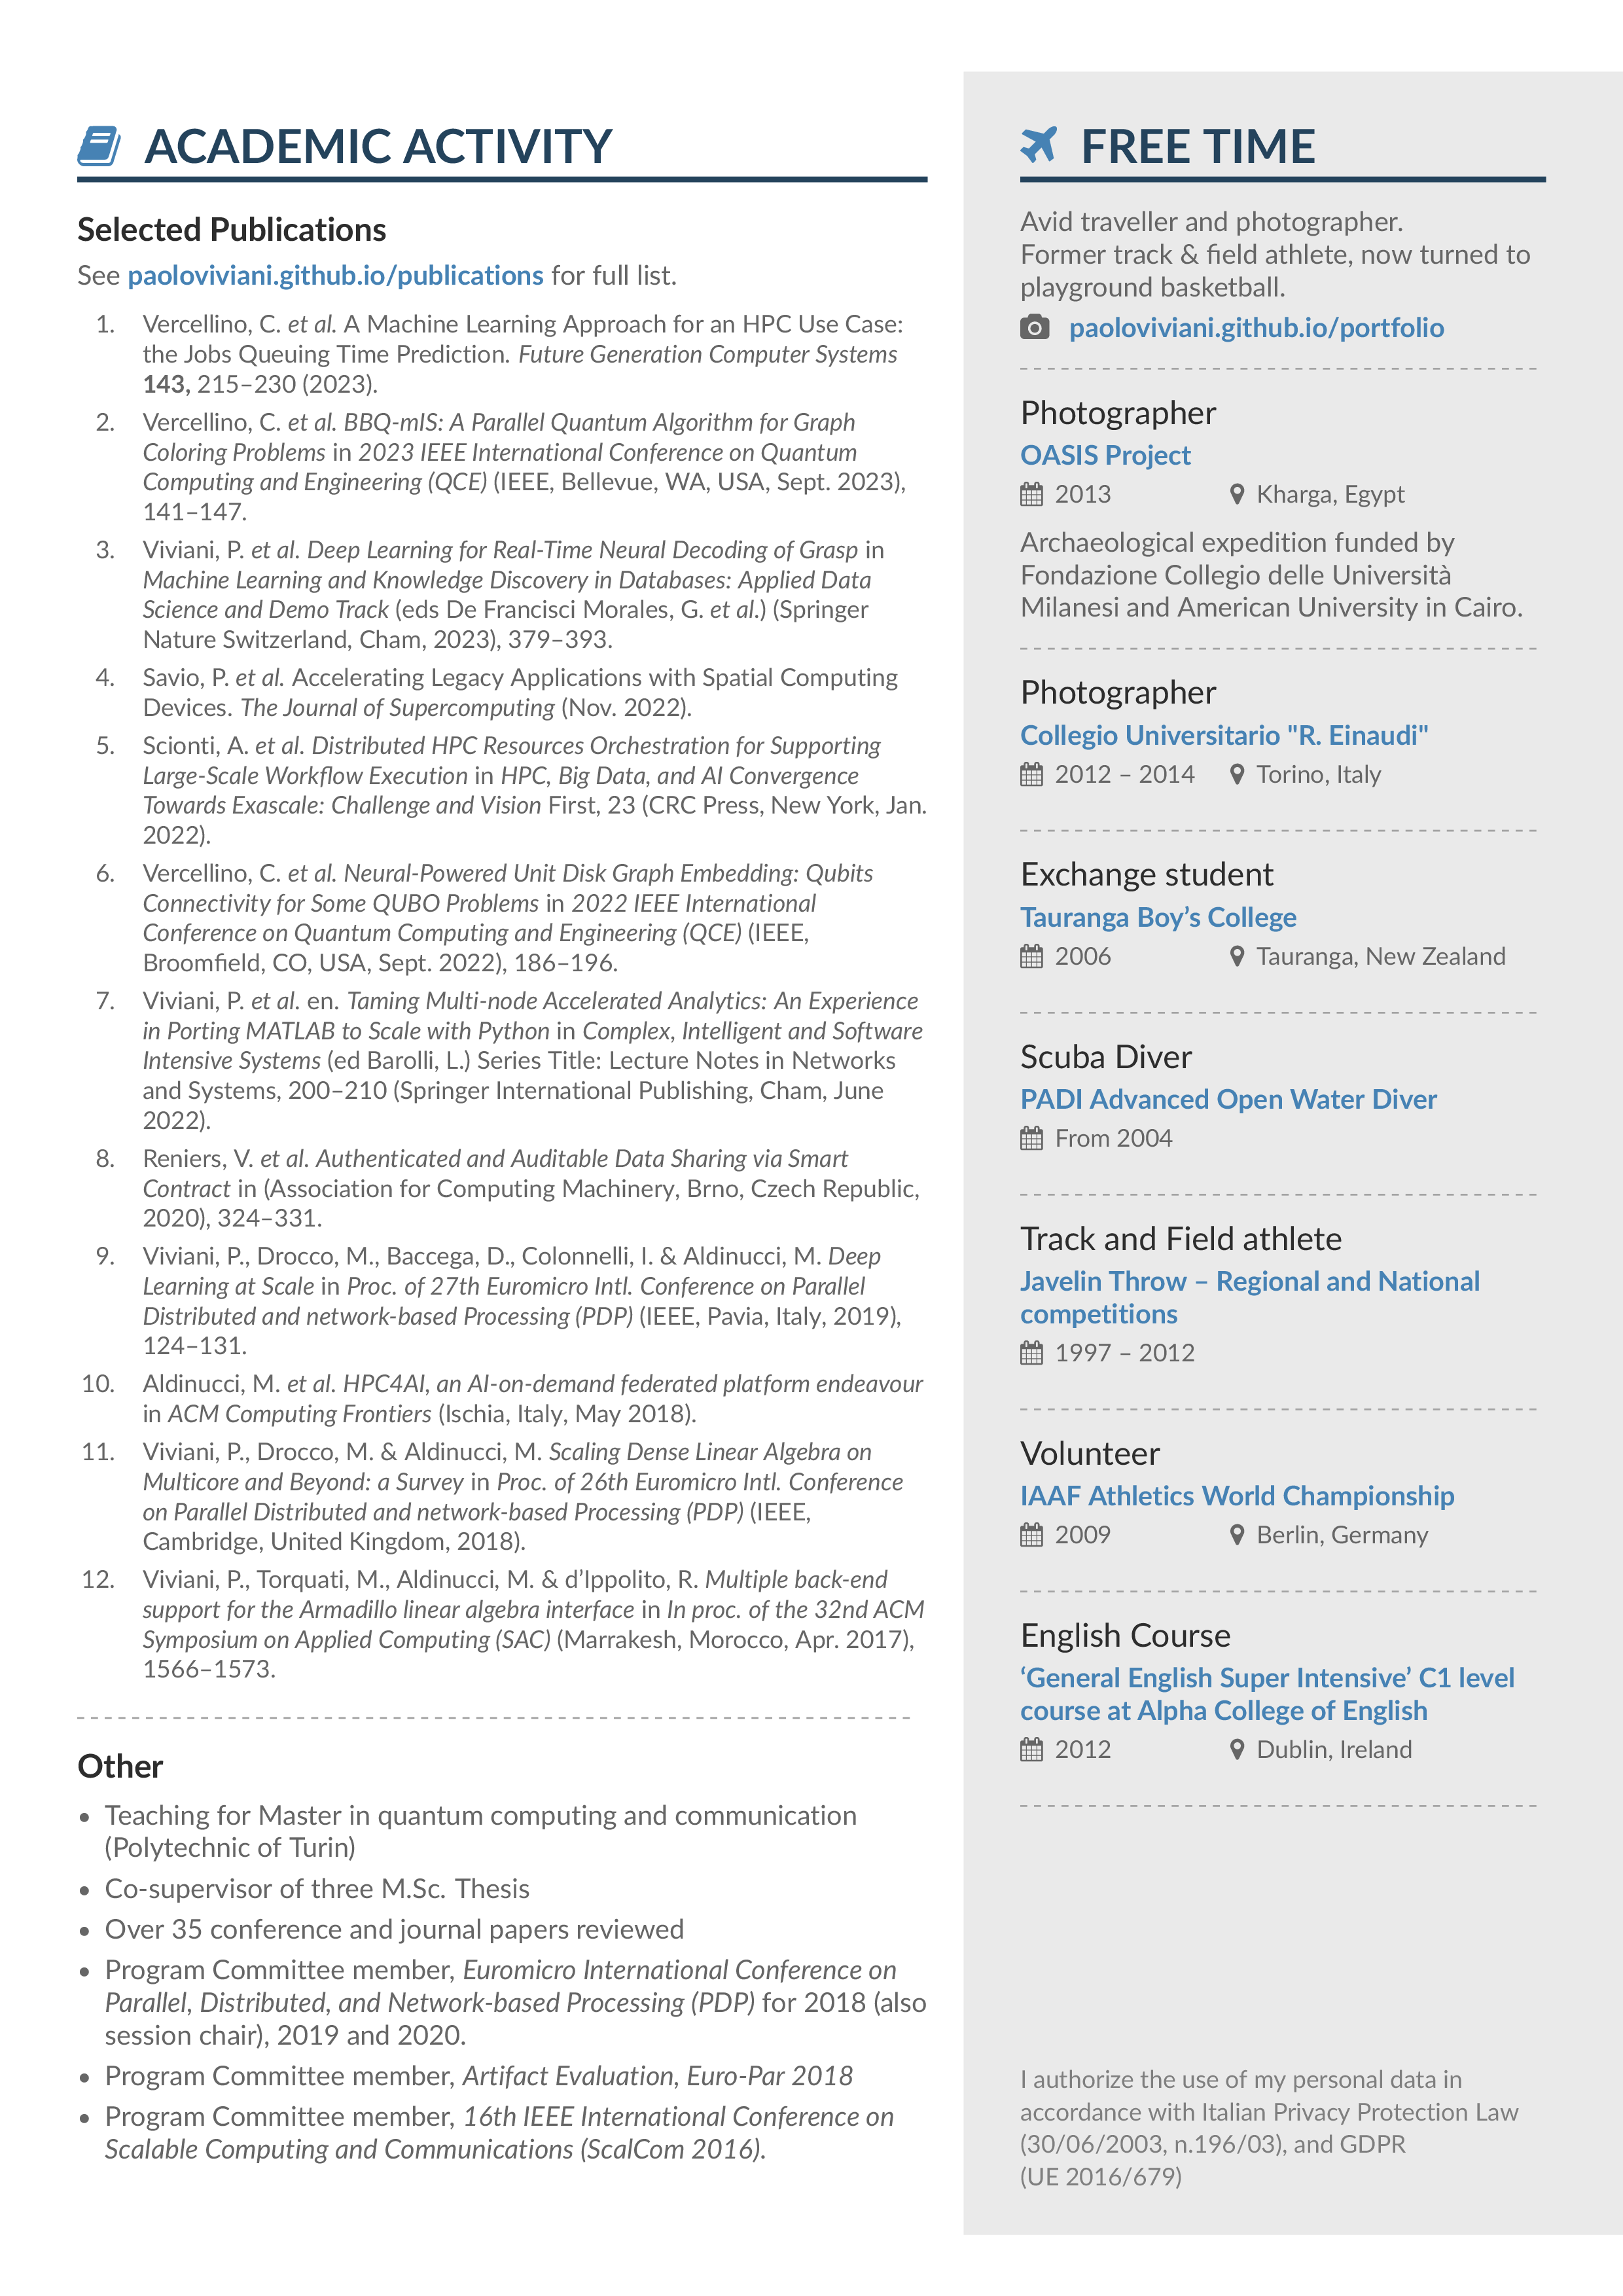 ACADEMIC ACTIVITY
Selected Publications
See paoloviviani.github.io/publications for full list.
1. Vercellino, C. et al. A Machine Learning Approach for an HPC Use Case:
the Jobs Queuing Time Prediction. Future Generation Computer Systems
143, 215–230 (2023).
2. Vercellino, C. et al. BBQ-mIS: A Parallel Quantum Algorithm for Graph
Coloring Problems in 2023 IEEE International Conference on Quantum
Computing and Engineering (QCE) (IEEE, Bellevue, WA, USA, Sept. 2023),
141–147.
3. Viviani, P. et al. Deep Learning for Real-Time Neural Decoding of Grasp in
Machine Learning and Knowledge Discovery in Databases: Applied Data
Science and Demo Track (eds De Francisci Morales, G. et al.) (Springer
Nature Switzerland, Cham, 2023), 379–393.
4. Savio, P. et al. Accelerating Legacy Applications with Spatial Computing
Devices. The Journal of Supercomputing (Nov. 2022).
5. Scionti, A. et al. Distributed HPC Resources Orchestration for Supporting
Large-Scale Workflow Execution in HPC, Big Data, and AI Convergence
Towards Exascale: Challenge and Vision First, 23 (CRC Press, New York, Jan.
2022).
6. Vercellino, C. et al. Neural-Powered Unit Disk Graph Embedding: Qubits
Connectivity for Some QUBO Problems in 2022 IEEE International
Conference on Quantum Computing and Engineering (QCE) (IEEE,
Broomfield, CO, USA, Sept. 2022), 186–196.
7. Viviani, P. et al. en. Taming Multi-node Accelerated Analytics: An Experience
in Porting MATLAB to Scale with Python in Complex, Intelligent and Software
Intensive Systems (ed Barolli, L.) Series Title: Lecture Notes in Networks
and Systems, 200–210 (Springer International Publishing, Cham, June
2022).
8. Reniers, V. et al. Authenticated and Auditable Data Sharing via Smart
Contract in (Association for Computing Machinery, Brno, Czech Republic,
2020), 324–331.
9. Viviani, P., Drocco, M., Baccega, D., Colonnelli, I. & Aldinucci, M. Deep
Learning at Scale in Proc. of 27th Euromicro Intl. Conference on Parallel
Distributed and network-based Processing (PDP) (IEEE, Pavia, Italy, 2019),
124–131.
10. Aldinucci, M. et al. HPC4AI, an AI-on-demand federated platform endeavour
in ACM Computing Frontiers (Ischia, Italy, May 2018).
11. Viviani, P., Drocco, M. & Aldinucci, M. Scaling Dense Linear Algebra on
Multicore and Beyond: a Survey in Proc. of 26th Euromicro Intl. Conference
on Parallel Distributed and network-based Processing (PDP) (IEEE,
Cambridge, United Kingdom, 2018).
12. Viviani, P., Torquati, M., Aldinucci, M. & d’Ippolito, R. Multiple back-end
support for the Armadillo linear algebra interface in In proc. of the 32nd ACM
Symposium on Applied Computing (SAC) (Marrakesh, Morocco, Apr. 2017),
1566–1573.
Other
• Teaching for Master in quantum computing and communication
(Polytechnic of Turin)
• Co-supervisor of three M.Sc. Thesis
• Over 35 conference and journal papers reviewed
• Program Committee member, Euromicro International Conference on
Parallel, Distributed, and Network-based Processing (PDP) for 2018 (also
session chair), 2019 and 2020.
• Program Committee member, Artifact Evaluation, Euro-Par 2018
• Program Committee member, 16th IEEE International Conference on
Scalable Computing and Communications (ScalCom 2016).
FREE TIME
Avid traveller and photographer.
Former track & field athlete, now turned to
playground basketball.
paoloviviani.github.io/portfolio
Photographer
OASIS Project
2013 Kharga, Egypt
Archaeological expedition funded by
Fondazione Collegio delle Università
Milanesi and American University in Cairo.
Photographer
Collegio Universitario "R. Einaudi"
2012 – 2014 Torino, Italy
Exchange student
Tauranga Boy’s College
2006 Tauranga, New Zealand
Scuba Diver
PADI Advanced Open Water Diver
From 2004
Track and Field athlete
Javelin Throw – Regional and National
competitions
1997 – 2012
Volunteer
IAAF Athletics World Championship
2009 Berlin, Germany
English Course
‘General English Super Intensive’ C1 level
course at Alpha College of English
2012 Dublin, Ireland
I authorize the use of my personal data in
accordance with Italian Privacy Protection Law
(30/06/2003, n.196/03), and GDPR
(UE 2016/679)